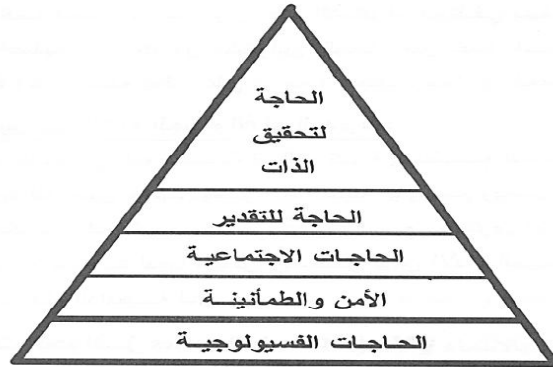 الحاجة
لتحقيق
الذات
الحاجة للتقدير
الحاجات الاجتماعية
الأمن والطمأنينة
الحاجات الفسيولوجية